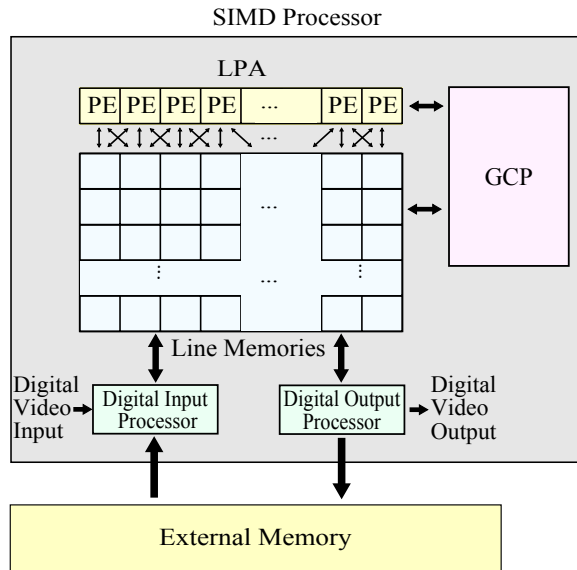 SIMD Processor
LPA
PE PE PE PE ... PE PE
...
GCP
...
⋮ ... ⋮
Line Memories
Digital Video Input
Digital Input Processor
Digital Output Processor
Digital Video Output
External Memory